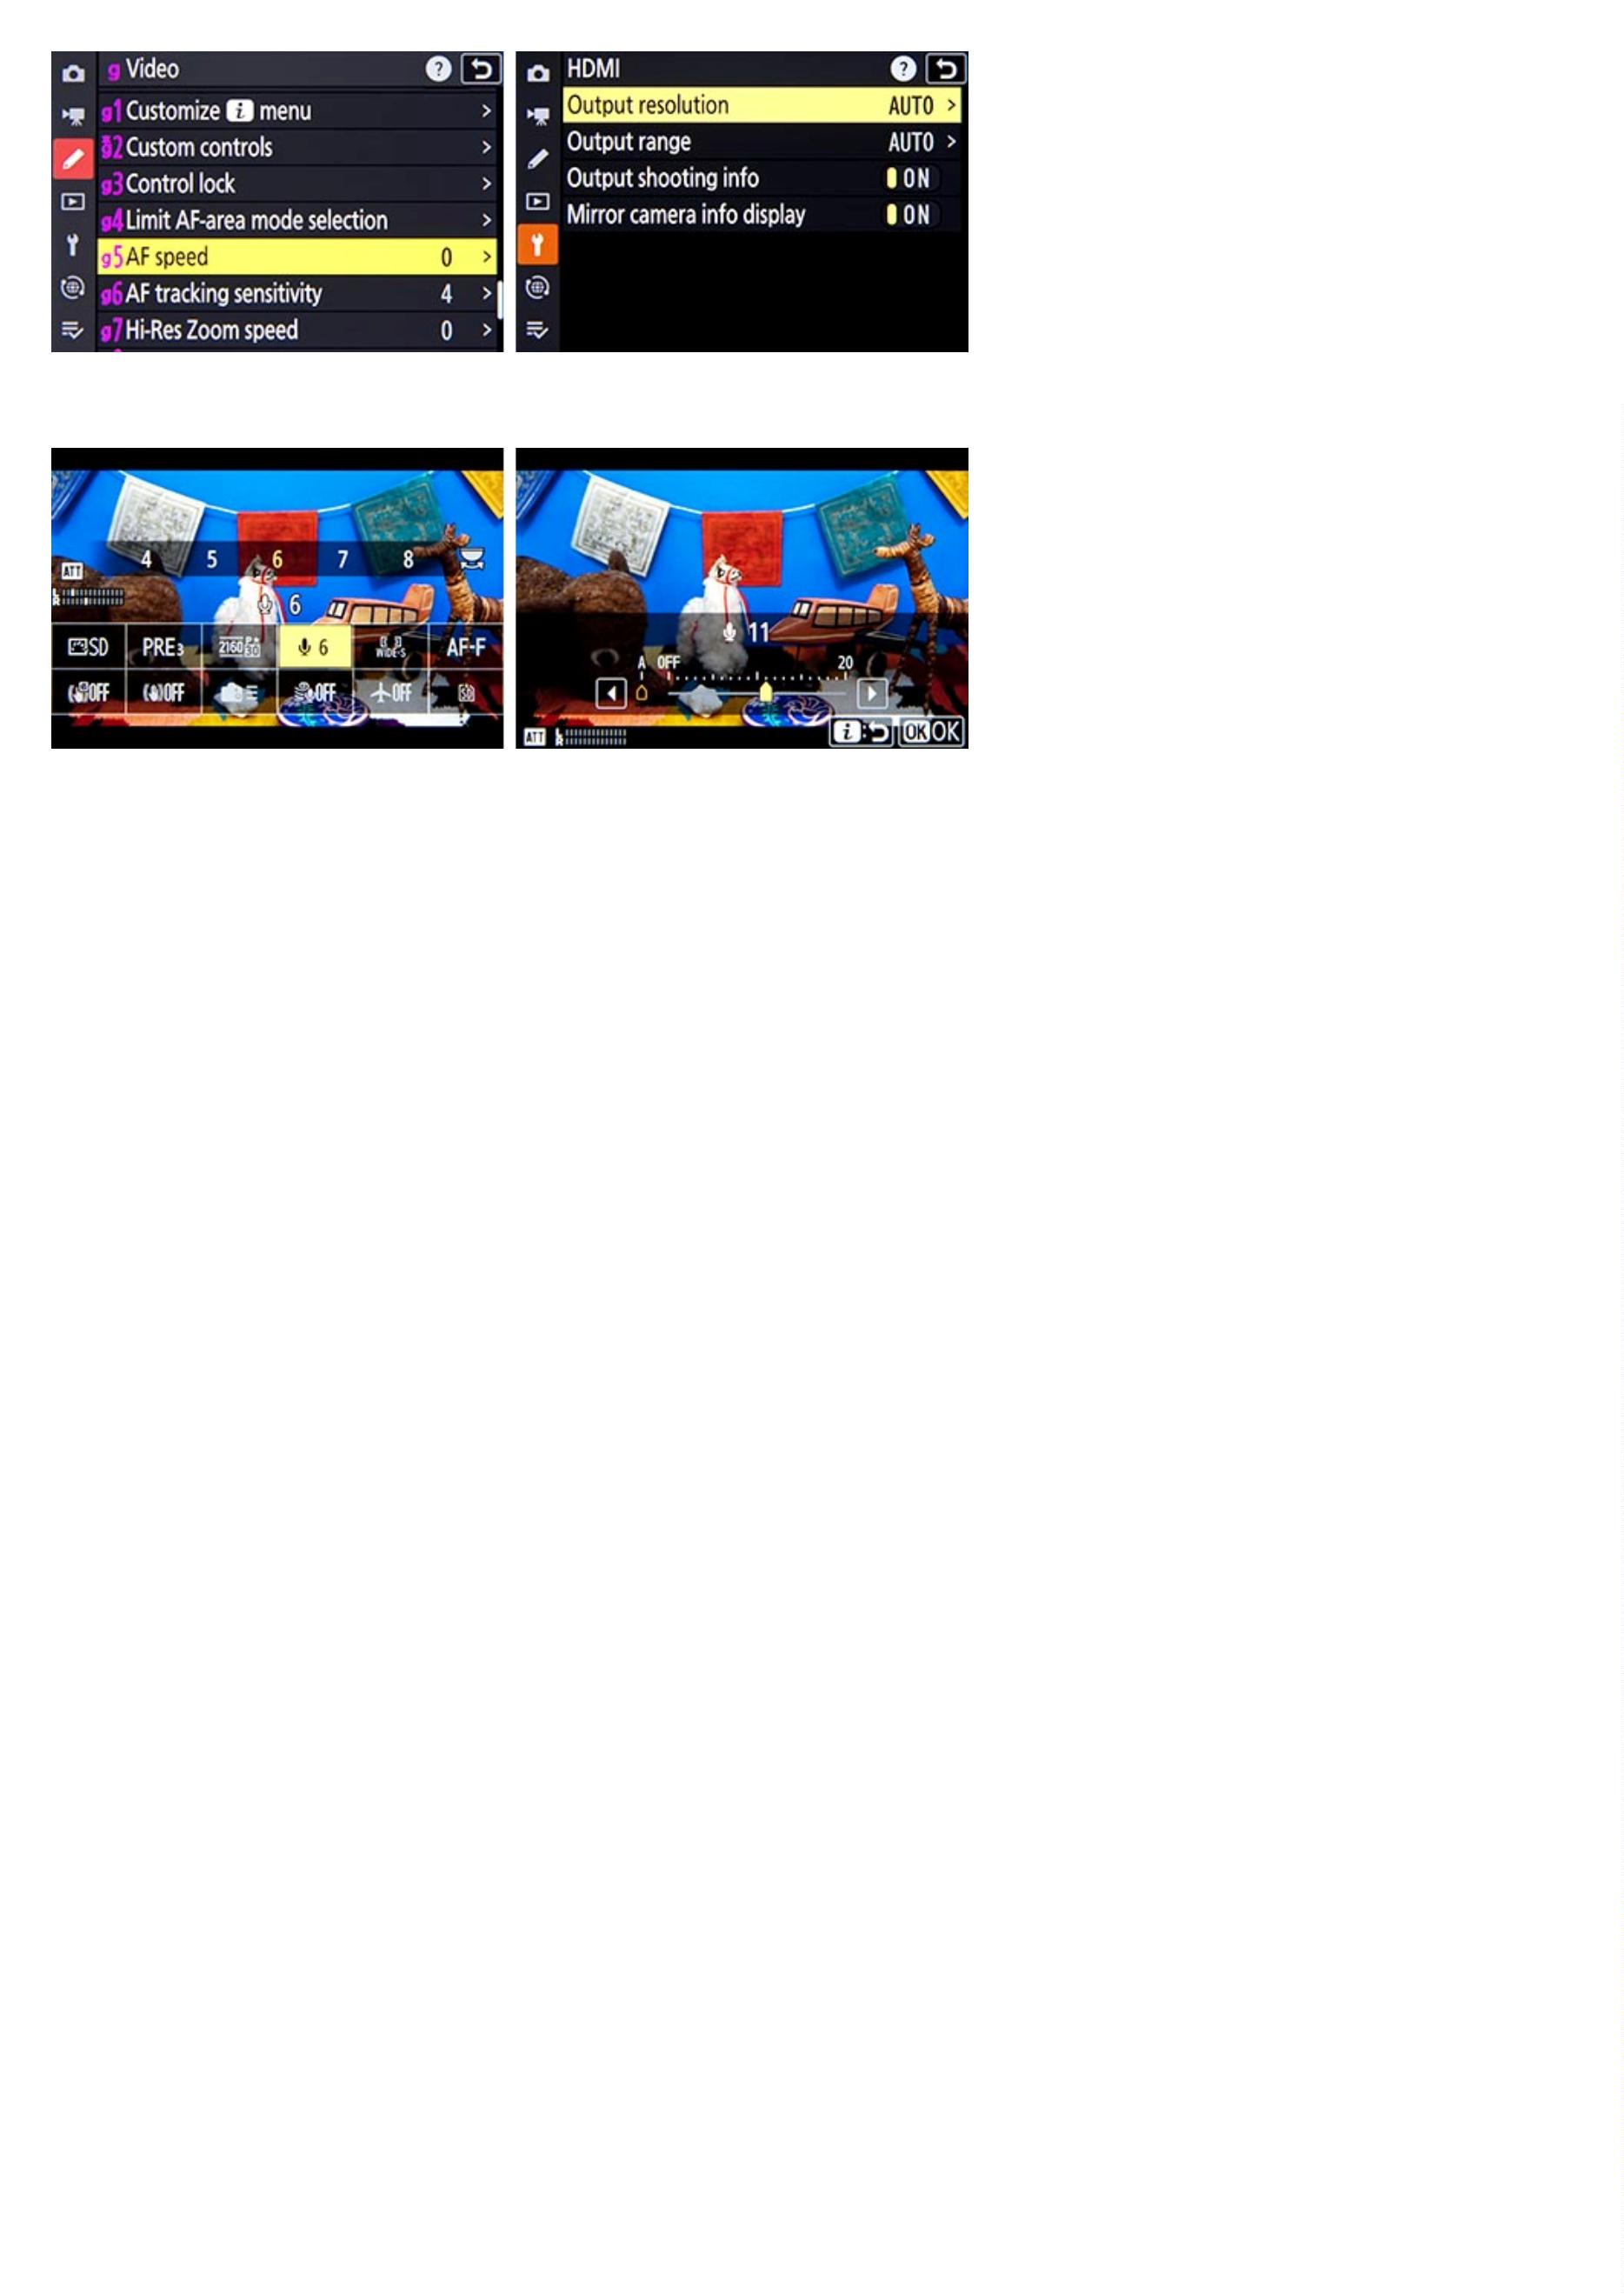 g Video ?
g1 Customize i menu >
g2 Custom controls >
g3 Control lock >
g4 Limit AF-area mode selection >
g5 AF speed 0 >
g6 AF tracking sensitivity 4 >
g7 Hi-Res Zoom speed 0 >
HDMI ?
Output resolution AUTO >
Output range AUTO >
Output shooting info ON
Mirror camera info display ON
4 5 6 7 8
ATT
6
SD PRE3 2160 30 6 WIDE-S AF-F
OFF OFF OFF OFF
11
A OFF 20
ATT i: OK OK